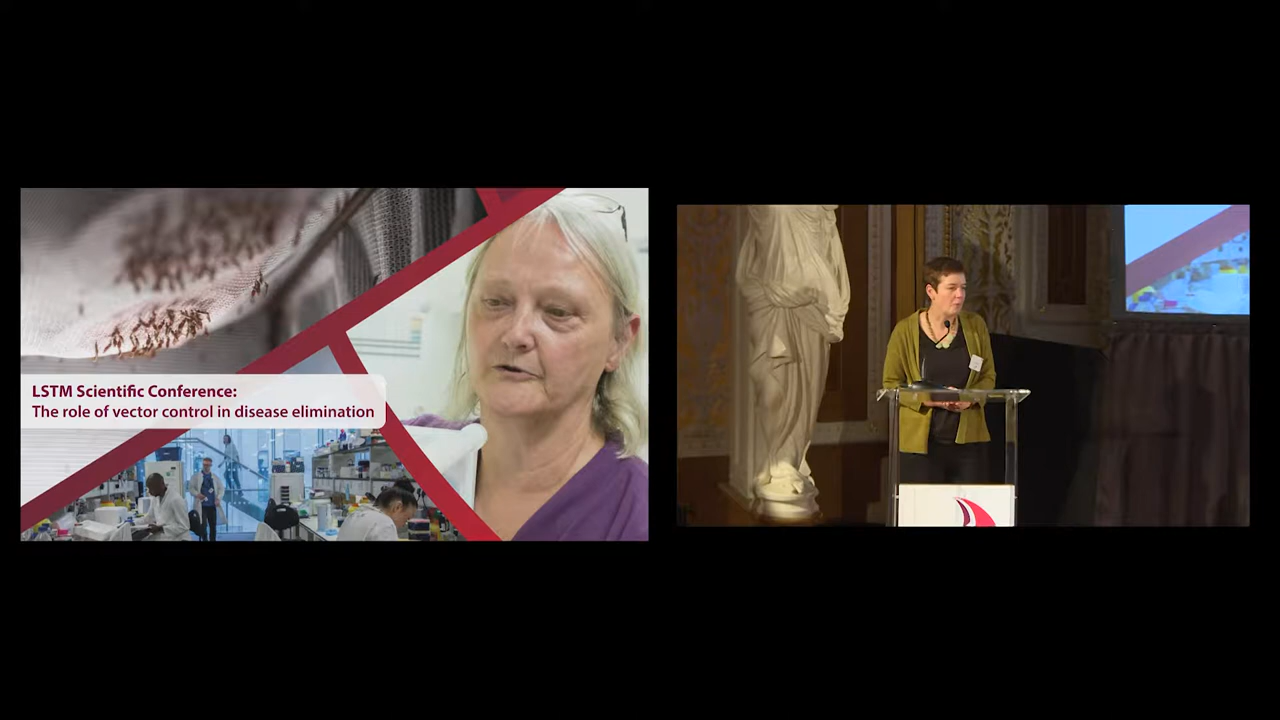 LSTM Scientific Conference:
The role of vector control in disease elimination